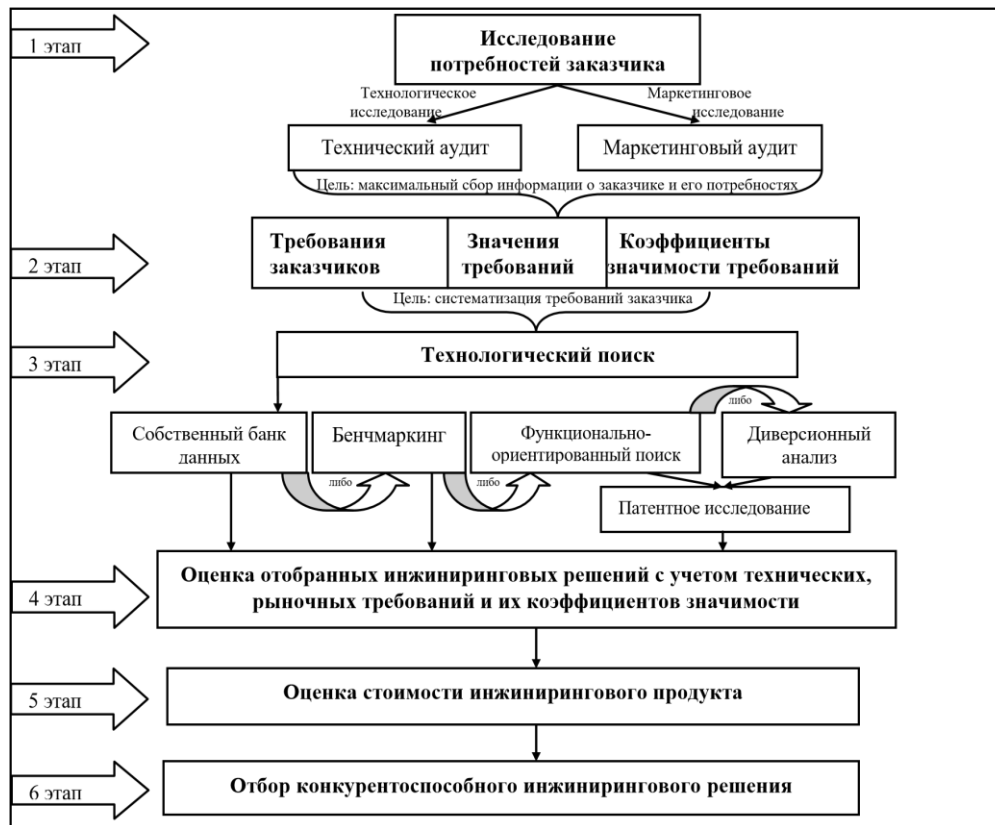 1 этап
Исследование
потребностей заказчика
Технологическое
исследование
Маркетинговое
исследование
Технический аудит
Маркетинговый аудит
Цель: максимальный сбор информации о заказчике и его потребностях
2 этап
Требования
заказчиков
Значения
требований
Коэффициенты
значимости требований
Цель: систематизация требований заказчика
3 этап
Технологический поиск
либо
Собственный банк
данных
Бенчмаркинг
Функционально-
ориентированный поиск
Диверсионный
анализ
либо
либо
Патентное исследование
4 этап
Оценка отобранных инжиниринговых решений с учетом технических,
рыночных требований и их коэффициентов значимости
5 этап
Оценка стоимости инжинирингового продукта
6 этап
Отбор конкурентоспособного инжинирингового решения